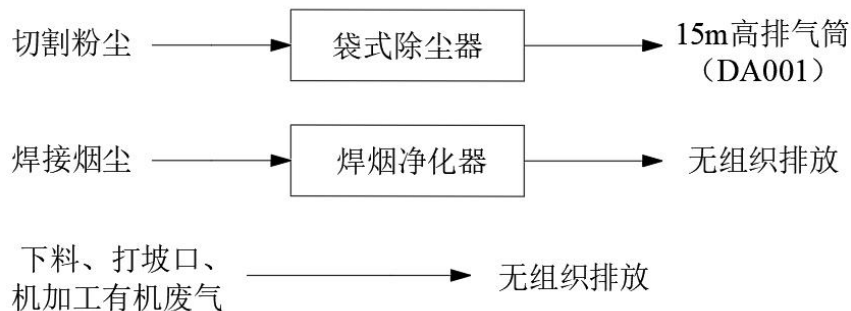 切割粉尘
袋式除尘器
15m高排气筒
（DA001）
焊接烟尘
焊烟净化器
无组织排放
下料、打坡口、
机加工有机废气
无组织排放